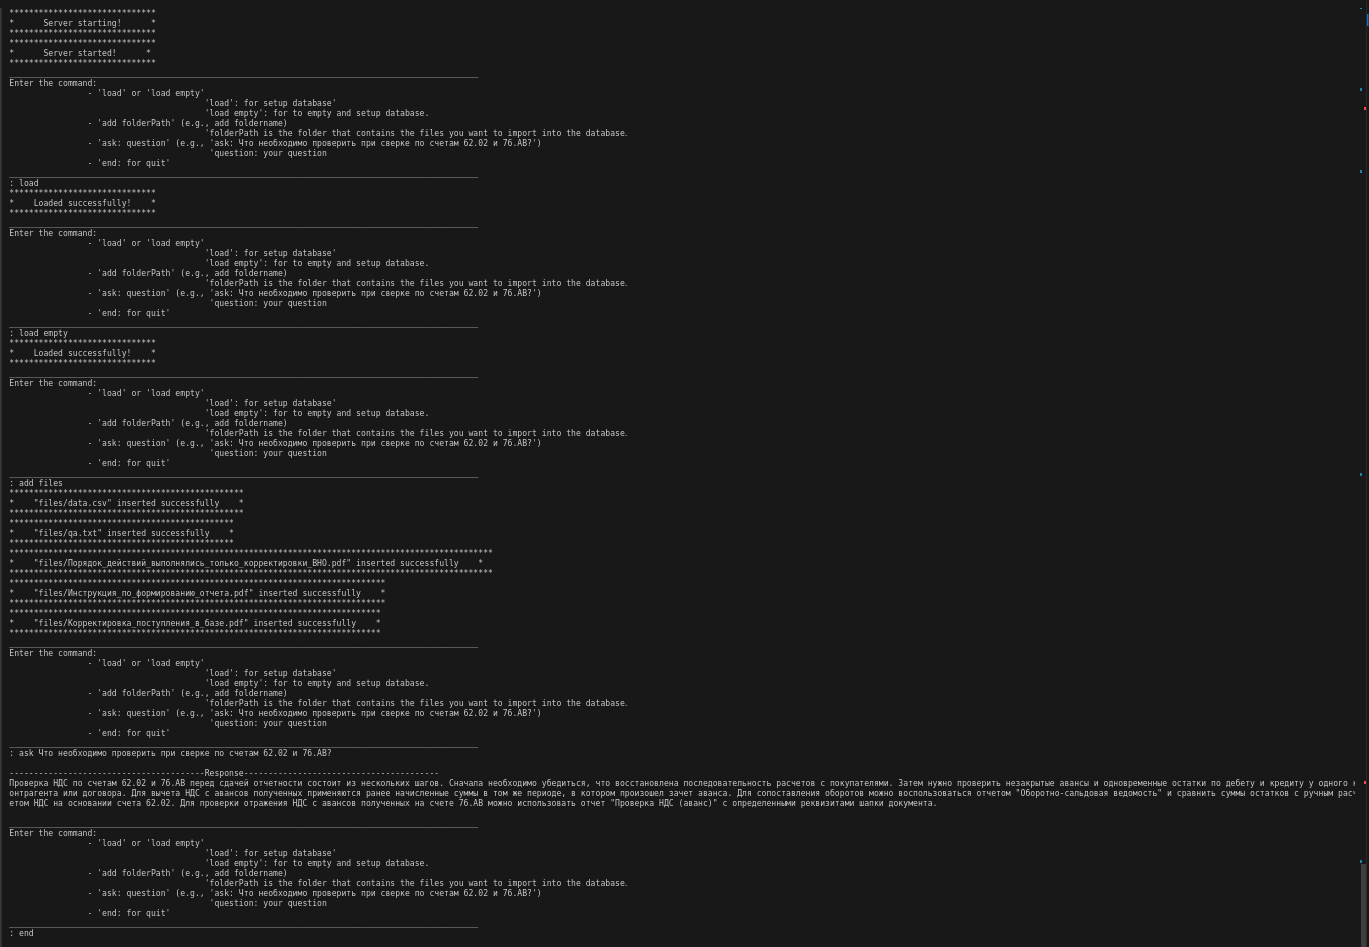 ******************************
*      Server starting!      *
******************************
******************************
*      Server started!      *
******************************
________________________________________________________________________________________________
Enter the command:
- 'load' or 'load empty'
'load': for setup database'
'load empty': for to empty and setup database.
- 'add folderPath' (e.g., add foldername)
'folderPath is the folder that contains the files you want to import into the database.
- 'ask: question' (e.g., 'ask: Что необходимо проверить при сверке по счетам 62.02 и 76.АВ?')
'question: your question
- 'end: for quit'
________________________________________________________________________________________________
: load
******************************
*    Loaded successfully!    *
******************************
________________________________________________________________________________________________
Enter the command:
- 'load' or 'load empty'
'load': for setup database'
'load empty': for to empty and setup database.
- 'add folderPath' (e.g., add foldername)
'folderPath is the folder that contains the files you want to import into the database.
- 'ask: question' (e.g., 'ask: Что необходимо проверить при сверке по счетам 62.02 и 76.АВ?')
'question: your question
- 'end: for quit'
________________________________________________________________________________________________
: load empty
******************************
*    Loaded successfully!    *
******************************
________________________________________________________________________________________________
Enter the command:
- 'load' or 'load empty'
'load': for setup database'
'load empty': for to empty and setup database.
- 'add folderPath' (e.g., add foldername)
'folderPath is the folder that contains the files you want to import into the database.
- 'ask: question' (e.g., 'ask: Что необходимо проверить при сверке по счетам 62.02 и 76.АВ?')
'question: your question
- 'end: for quit'
________________________________________________________________________________________________
: add files
************************************************
*    "files/data.csv" inserted successfully    *
************************************************
**********************************************
*    "files/qa.txt" inserted successfully    *
**********************************************
***************************************************************************************************
*    "files/Порядок_действий_выполнялись_только_корректировки_ВНО.pdf" inserted successfully    *
***************************************************************************************************
*****************************************************************************
*    "files/Инструкция_по_формированию_отчета.pdf" inserted successfully    *
*****************************************************************************
****************************************************************************
*    "files/Корректировка_поступления_в_базе.pdf" inserted successfully    *
****************************************************************************
________________________________________________________________________________________________
Enter the command:
- 'load' or 'load empty'
'load': for setup database'
'load empty': for to empty and setup database.
- 'add folderPath' (e.g., add foldername)
'folderPath is the folder that contains the files you want to import into the database.
- 'ask: question' (e.g., 'ask: Что необходимо проверить при сверке по счетам 62.02 и 76.АВ?')
'question: your question
- 'end: for quit'
________________________________________________________________________________________________
: ask Что необходимо проверить при сверке по счетам 62.02 и 76.АВ?
----------------------------------------Response----------------------------------------
Проверка НДС по счетам 62.02 и 76.АВ перед сдачей отчетности состоит из нескольких шагов. Сначала необходимо убедиться, что восстановлена последовательность расчетов с покупателями. Затем нужно проверить незакрытые авансы и одновременные остатки по дебету и кредиту у одного к
онтрагента или договора. Для вычета НДС с авансов полученных применяются ранее начисленные суммы в том же периоде, в котором произошел зачет аванса. Для сопоставления оборотов можно воспользоваться отчетом "Оборотно-сальдовая ведомость" и сравнить суммы остатков с ручным расч
етом НДС на основании счета 62.02. Для проверки отражения НДС с авансов полученных на счете 76.АВ можно использовать отчет "Проверка НДС (аванс)" с определенными реквизитами шапки документа.
________________________________________________________________________________________________
Enter the command:
- 'load' or 'load empty'
'load': for setup database'
'load empty': for to empty and setup database.
- 'add folderPath' (e.g., add foldername)
'folderPath is the folder that contains the files you want to import into the database.
- 'ask: question' (e.g., 'ask: Что необходимо проверить при сверке по счетам 62.02 и 76.АВ?')
'question: your question
- 'end: for quit'
________________________________________________________________________________________________
: end